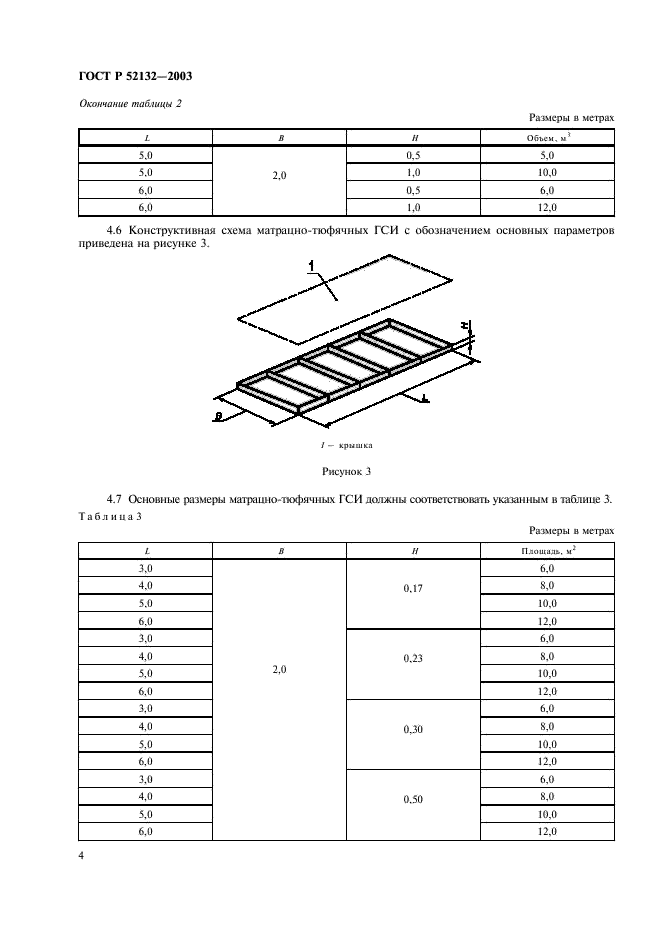 ГОСТ Р 52132—2003
Окончание таблицы 2
Размеры в метрах
L B H Объем, м³
5,0 2,0 0,5 5,0
5,0 1,0 10,0
6,0 0,5 6,0
6,0 1,0 12,0
4.6 Конструктивная схема матрацно-тюфячных ГСИ с обозначением основных параметров
приведена на рисунке 3.
1
H
B
L
1 — крышка
Рисунок 3
4.7 Основные размеры матрацно-тюфячных ГСИ должны соответствовать указанным в таблице 3.
Таблица 3
Размеры в метрах
L B H Площадь, м²
3,0 2,0 0,17 6,0
4,0 8,0
5,0 10,0
6,0 12,0
3,0 0,23 6,0
4,0 8,0
5,0 10,0
6,0 12,0
3,0 0,30 6,0
4,0 8,0
5,0 10,0
6,0 12,0
3,0 0,50 6,0
4,0 8,0
5,0 10,0
6,0 12,0
4